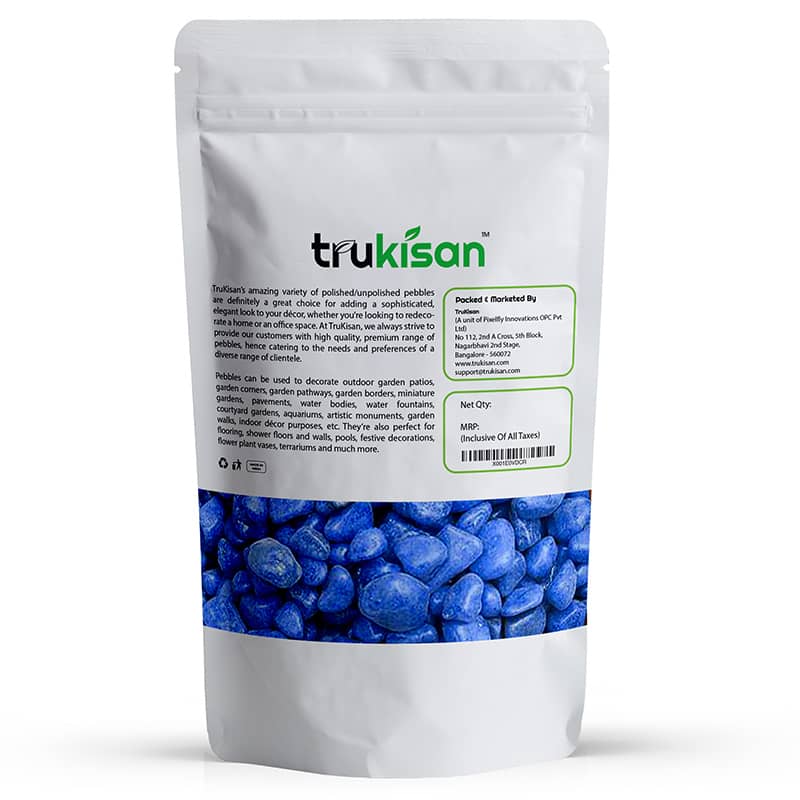 trukisan TM
TruKisan's amazing variety of polished/unpolished pebbles
are definitely a great choice for adding a sophisticated,
elegant look to your décor, whether you're looking to redeco-
rate a home or an office space. At TruKisan, we always strive to
provide our customers with high quality, premium range of
pebbles, hence catering to the needs and preferences of a
diverse range of clientele.
Pebbles can be used to decorate outdoor garden patios,
garden corners, garden pathways, garden borders, miniature
gardens, pavements, water bodies, water fountains,
courtyard gardens, aquariums, artistic monuments, garden
walks, indoor décor purposes, etc. They're also perfect for
flooring, shower floors and walls, pools, festive decorations,
flower plant vases, terrariums and much more.
Packed & Marketed By
TruKisan
(A unit of Pixelfly Innovations OPC Pvt
Ltd)
No 112, 2nd A Cross, 5th Block,
Nagarbhavi 2nd Stage,
Bangalore - 560072
www.trukisan.com
support@trukisan.com
Net Qty:
MRP:
(Inclusive Of All Taxes)
X001E0VDCR